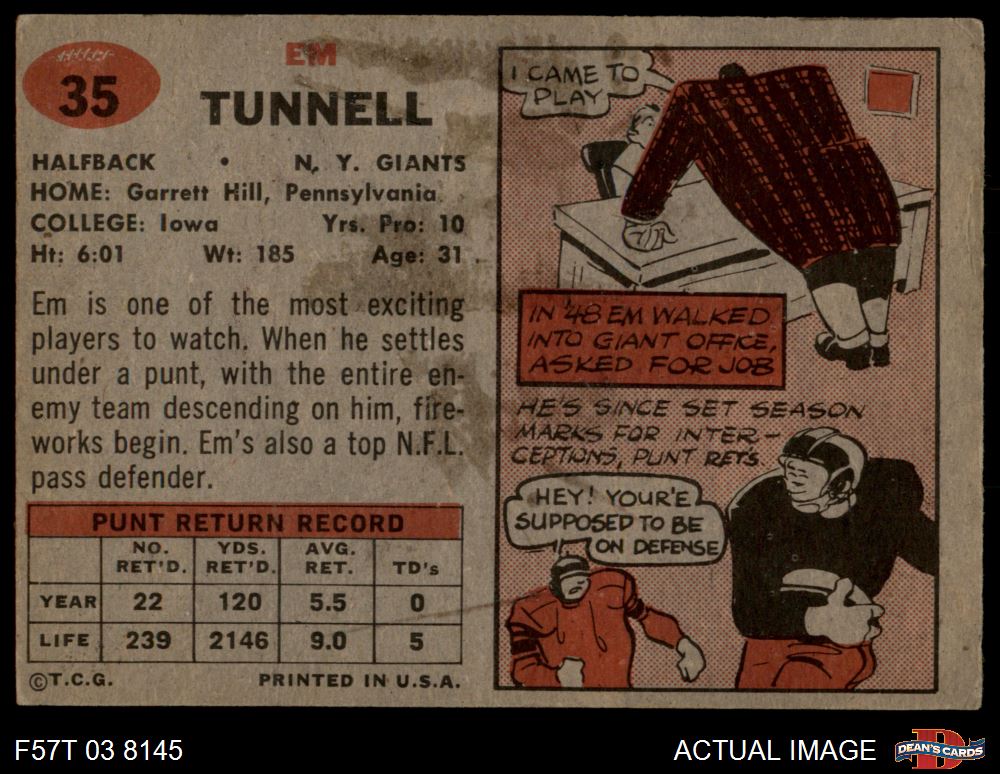 35
EM
TUNNELL
HALFBACK • N. Y. GIANTS
HOME: Garrett Hill, Pennsylvania
COLLEGE: Iowa Yrs. Pro: 10
Ht: 6:01 Wt: 185 Age: 31
Em is one of the most exciting
players to watch. When he settles
under a punt, with the entire en-
emy team descending on him, fire-
works begin. Em's also a top N.F.L.
pass defender.
PUNT RETURN RECORD
NO. RET'D. YDS. RET'D. AVG. RET. TD's
YEAR 22 120 5.5 0
LIFE 239 2146 9.0 5
©T.C.G. PRINTED IN U.S.A.
I CAME TO
PLAY
IN '48 EM WALKED
INTO GIANT OFFICE,
ASKED FOR JOB
HE'S SINCE SET SEASON
MARKS FOR INTER-
CEPTIONS, PUNT RET'S
HEY! YOUR'E
SUPPOSED TO BE
ON DEFENSE
F57T 03 8145
ACTUAL IMAGE
DEAN'S CARDS